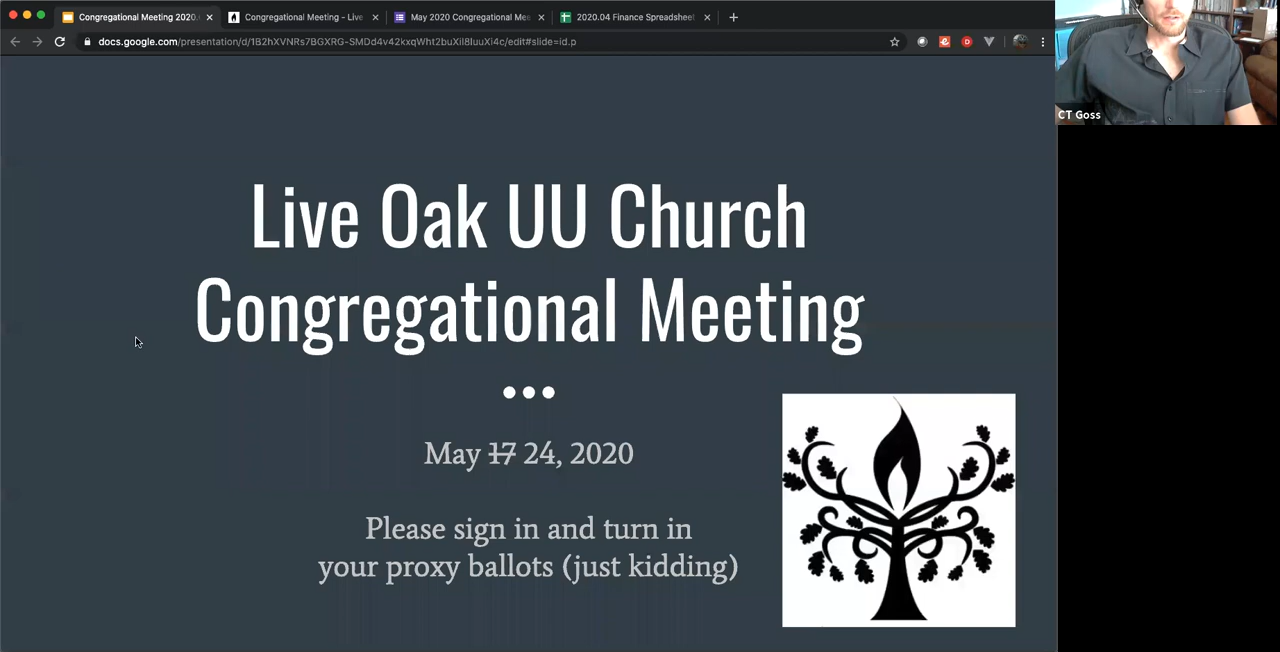 Congregational Meeting 2020.
Congregational Meeting - Live
May 2020 Congregational Mee
2020.04 Finance Spreadsheet
docs.google.com/presentation/d/1B2hXVNRs7BGXRG-SMDd4v42kxqWht2buXiI8IuuXi4c/edit#slide=id.p
CT Goss
Live Oak UU Church
Congregational Meeting
May 17 24, 2020
Please sign in and turn in
your proxy ballots (just kidding)